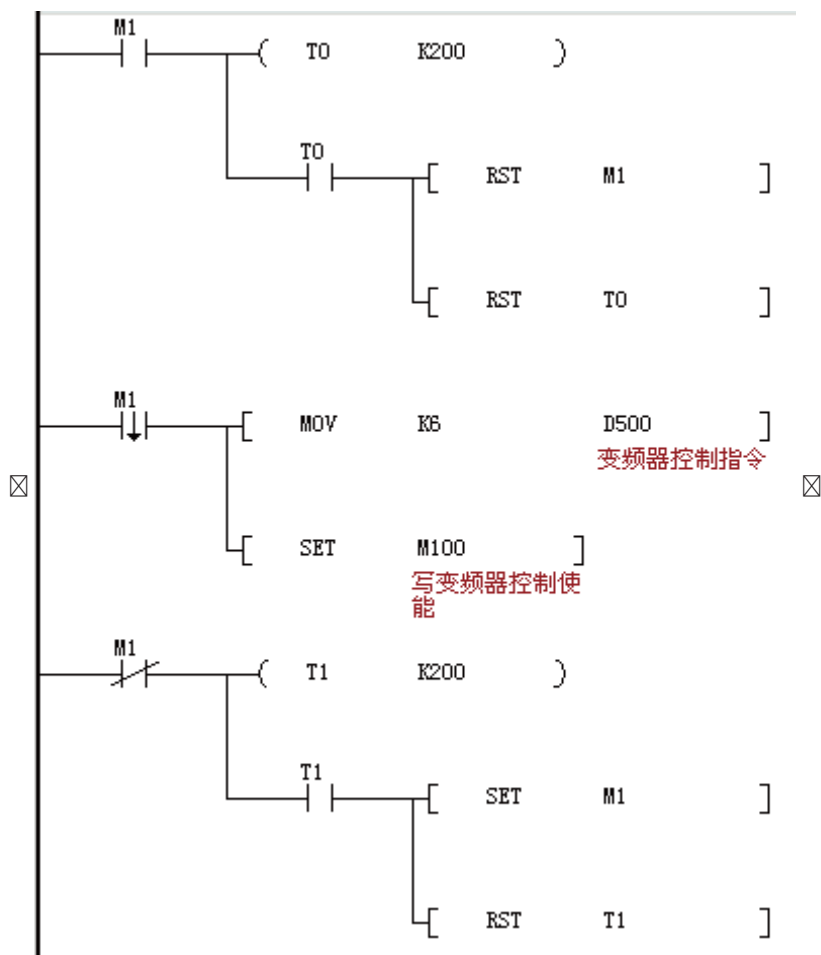 M1
T0 K200
T0
RST M1
RST T0
M1
MOV K6 D500
变频器控制指令
SET M100
写变频器控制使
能
M1
T1 K200
T1
SET M1
RST T1